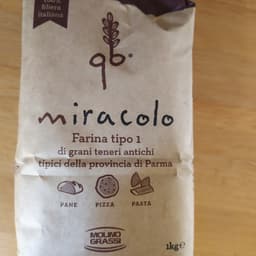 100%
filiera
italiana
qb®
miracolo
Farina tipo 1
di grani teneri antichi
tipici della provincia di Parma
PANE
PIZZA
PASTA
MOLINO
GRASSI
1kg e